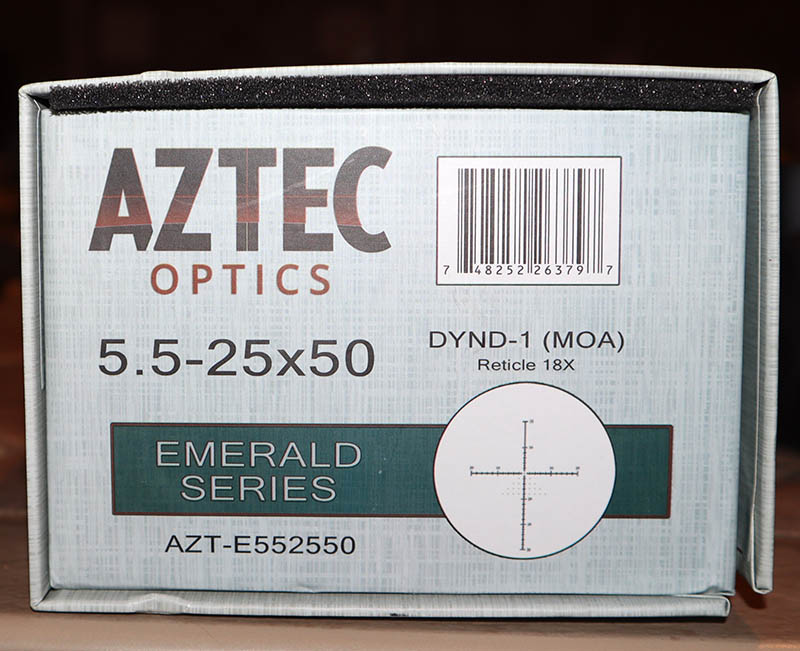 AZTEC
OPTICS
7 48252 26379 7
5.5-25x50
DYND-1 (MOA)
Reticle 18X
EMERALD
SERIES
AZT-E552550